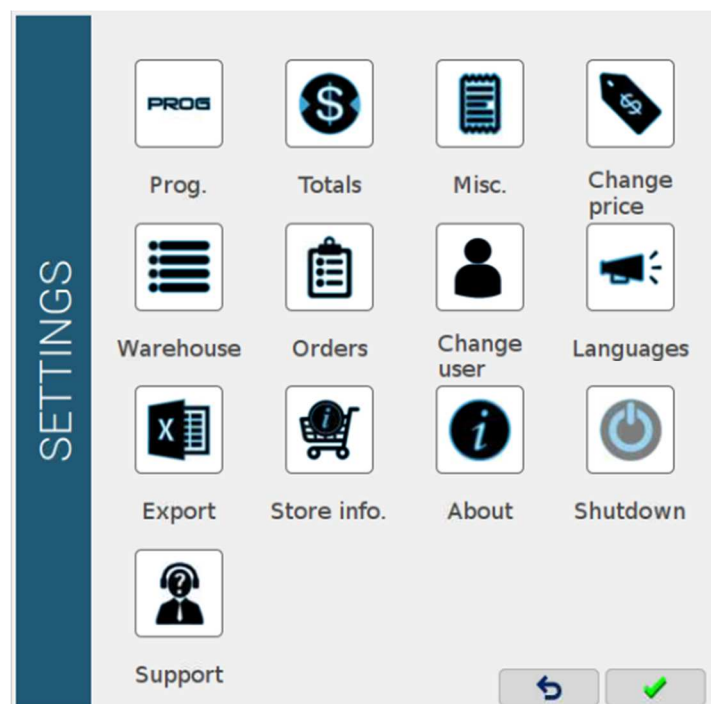 SETTINGS
PROG
Prog.
Totals
Misc.
Change
price
Warehouse
Orders
Change
user
Languages
X
Export
Store info.
About
Shutdown
Support